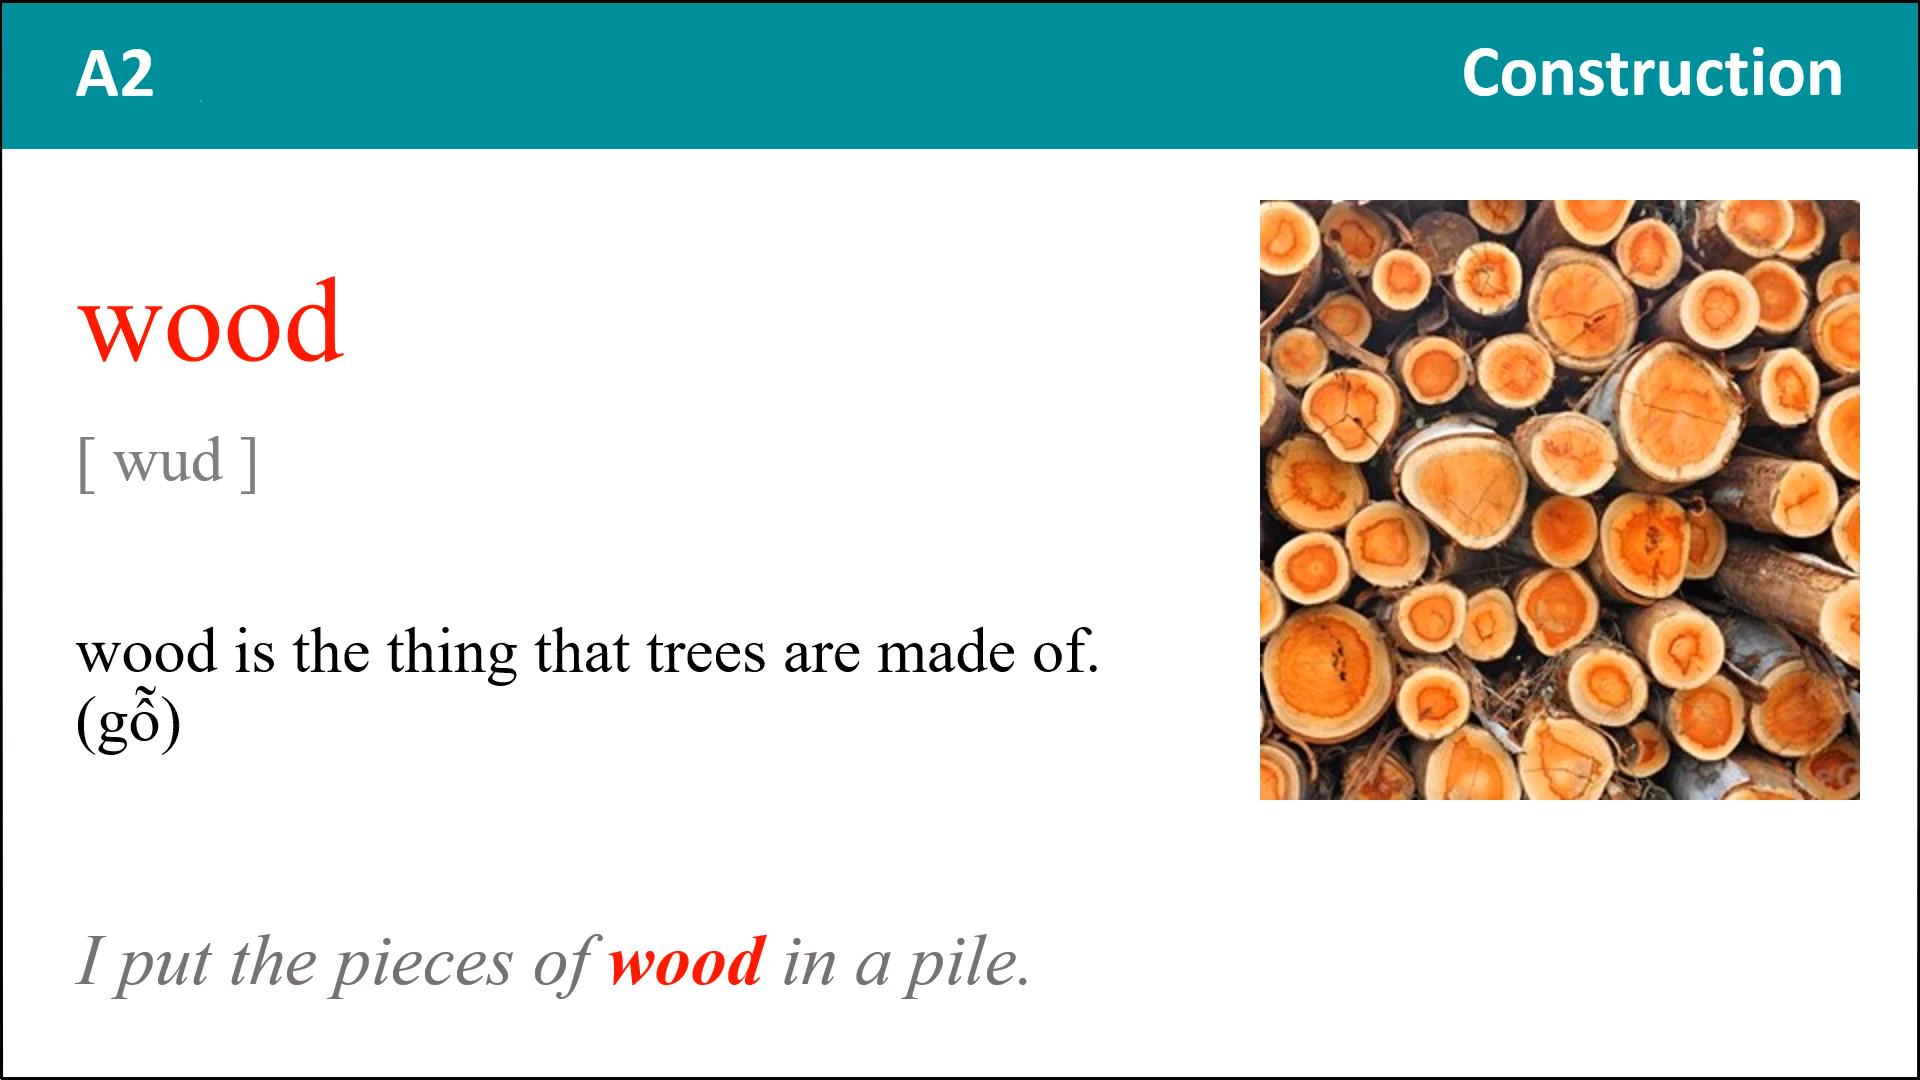 A2
Construction
wood
[ wud ]
wood is the thing that trees are made of.
(gỗ)
I put the pieces of wood in a pile.